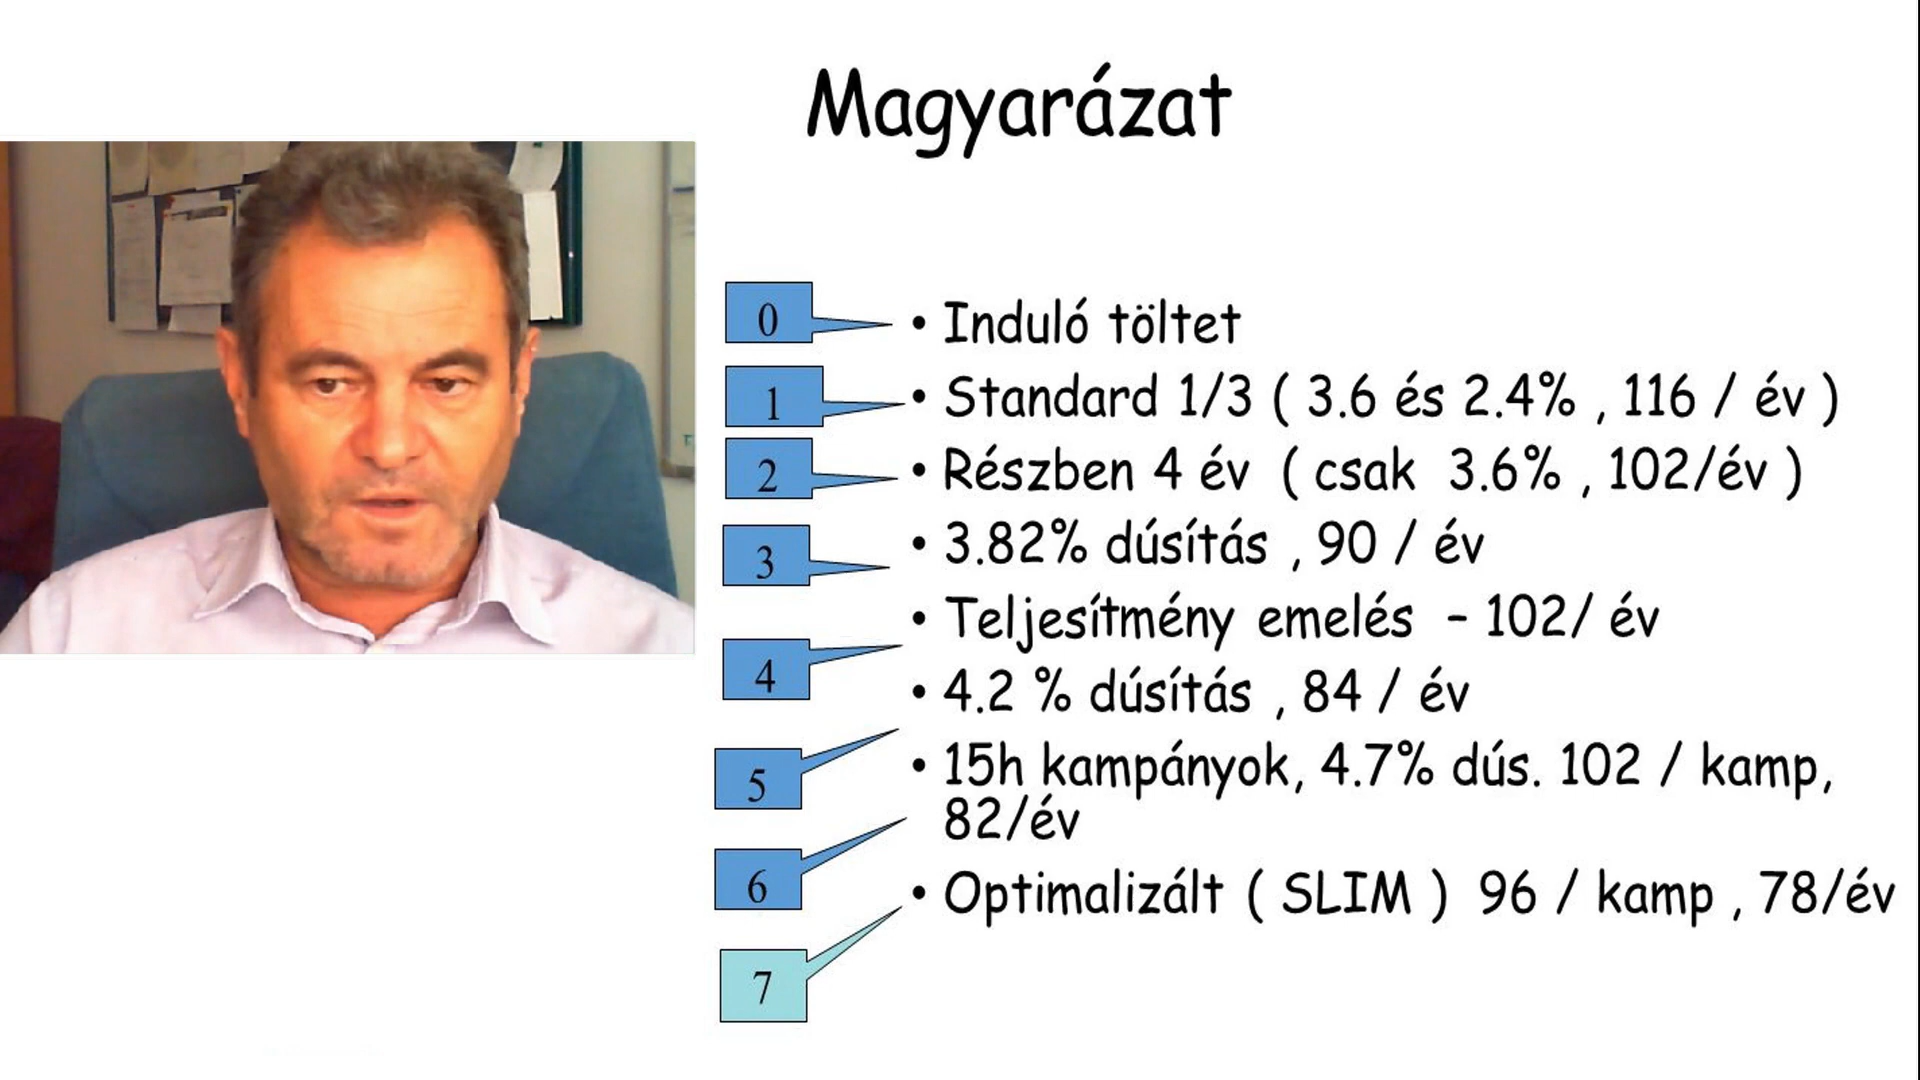 Magyarázat
0
• Induló töltet
1
• Standard 1/3 ( 3.6 és 2.4% , 116 / év )
2
• Részben 4 év ( csak 3.6% , 102/év )
3
• 3.82% dúsítás , 90 / év
4
• Teljesítmény emelés – 102/ év
5
• 4.2 % dúsítás , 84 / év
6
• 15h kampányok, 4.7% dús. 102 / kamp,
82/év
7
• Optimalizált ( SLIM ) 96 / kamp , 78/év